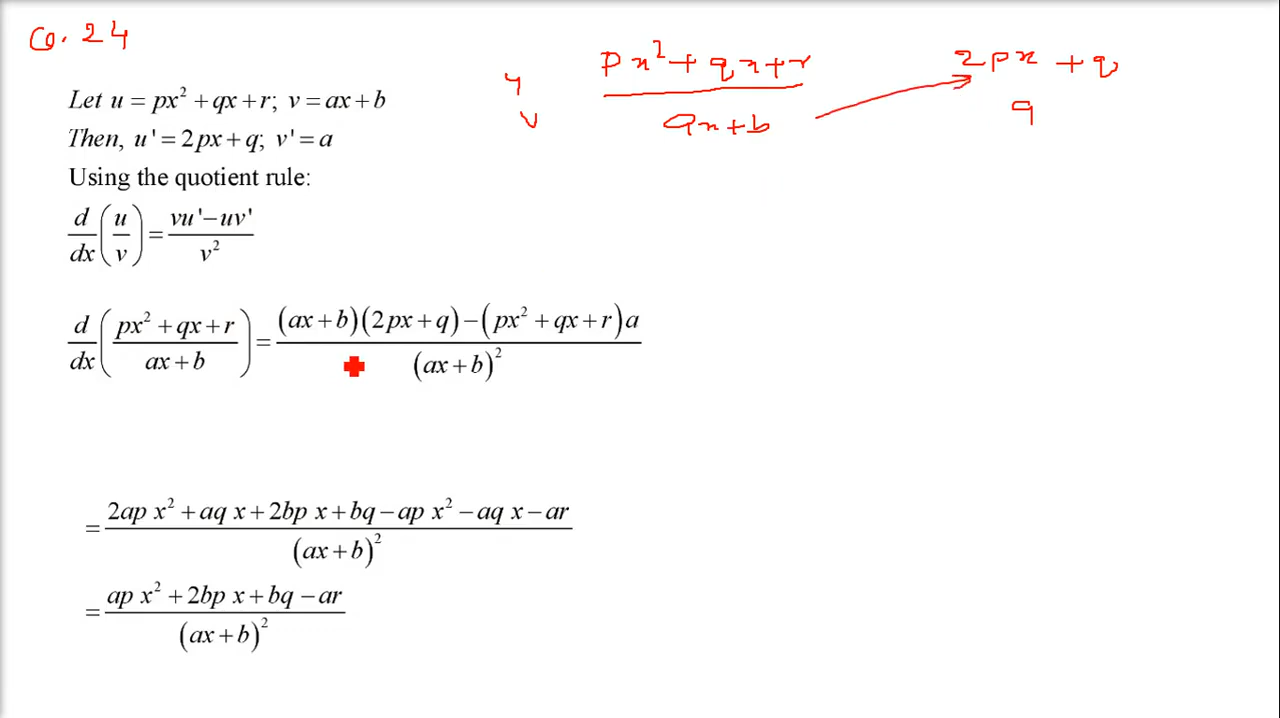 Q. 24
px² + qx + r
2px + q
u
v
ax + b
a
Let u = px² + qx + r; v = ax + b
Then, u' = 2px + q; v' = a
Using the quotient rule:
d/dx (u/v) = (vu' − uv')/v²
d/dx ((px² + qx + r)/(ax + b)) = ((ax + b)(2px + q) − (px² + qx + r)a)/(ax + b)²
= (2ap x² + aq x + 2bp x + bq − ap x² − aq x − ar)/(ax + b)²
= (ap x² + 2bp x + bq − ar)/(ax + b)²